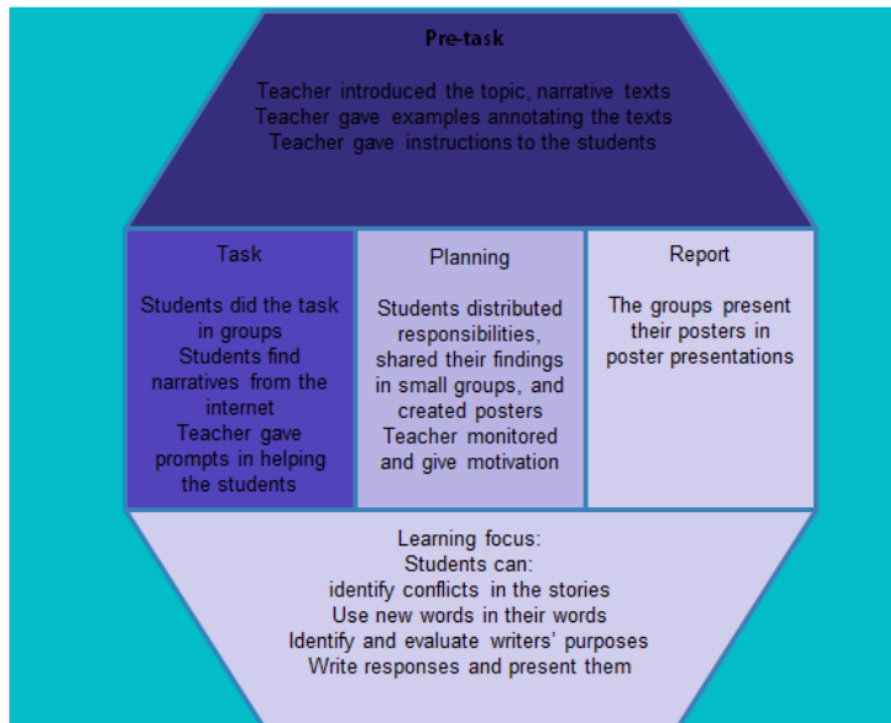 Pre-task
Teacher introduced the topic, narrative texts
Teacher gave examples annotating the texts
Teacher gave instructions to the students
Task
Students did the task
in groups
Students find
narratives from the
internet
Teacher gave
prompts in helping
the students
Planning
Students distributed
responsibilities,
shared their findings
in small groups, and
created posters
Teacher monitored
and give motivation
Report
The groups present
their posters in
poster presentations
Learning focus:
Students can:
identify conflicts in the stories
Use new words in their words
Identify and evaluate writers’ purposes
Write responses and present them